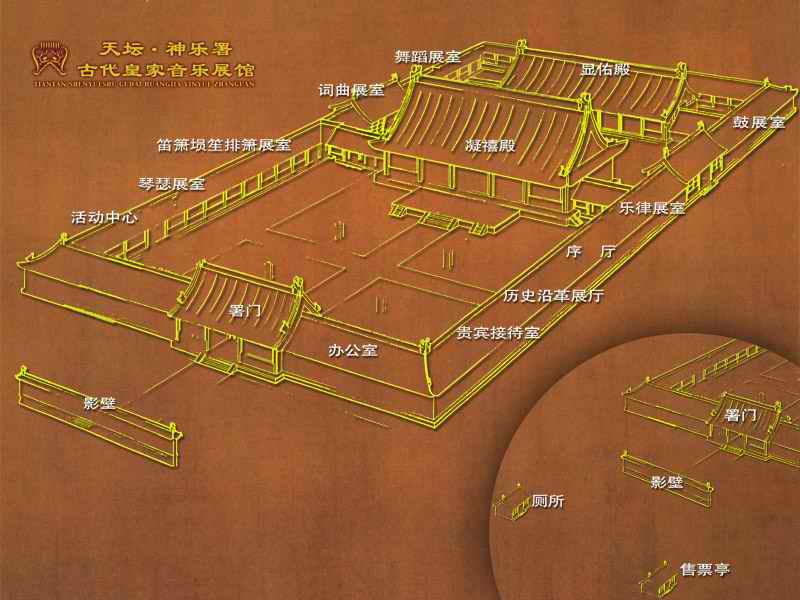 天坛·神乐署
古代皇家音乐展馆
TIANTAN SHENYUESHU GUDAI HUANGJIA YINYUE ZHANGUAN
舞蹈展室
显佑殿
词曲展室
鼓展室
笛箫埙笙排箫展室
凝禧殿
琴瑟展室
乐律展室
活动中心
序 厅
历史沿革展厅
署门
贵宾接待室
办公室
影壁
署门
影壁
厕所
售票亭